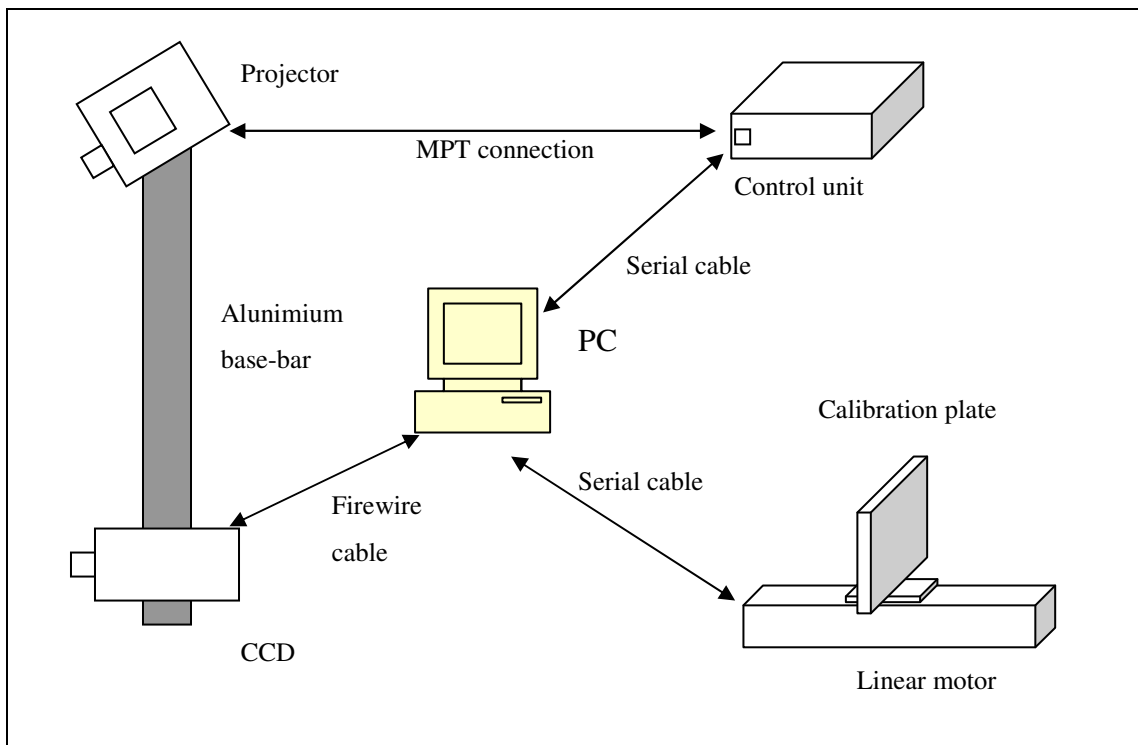 Projector
MPT connection
Control unit
Serial cable
Alunimium
base-bar
PC
Calibration plate
Serial cable
Firewire
cable
CCD
Linear motor